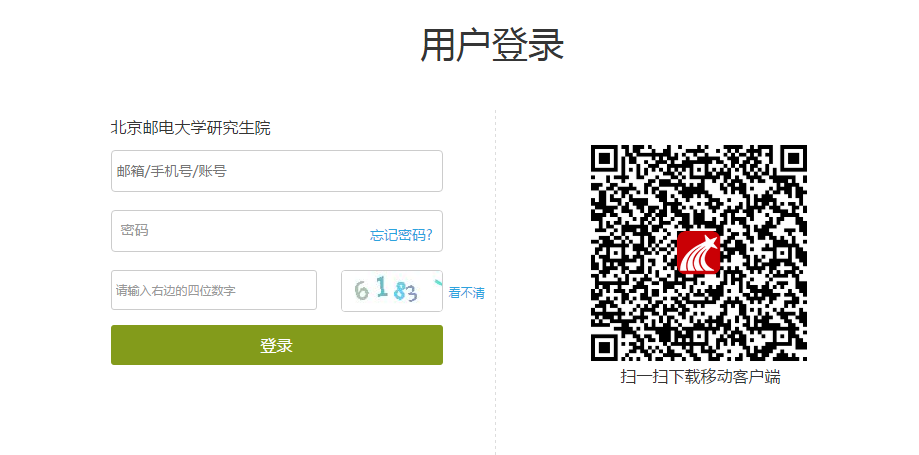 用户登录
北京邮电大学研究生院
邮箱/手机号/账号
密码
忘记密码?
请输入右边的四位数字
6183
看不清
登录
扫一扫下载移动客户端